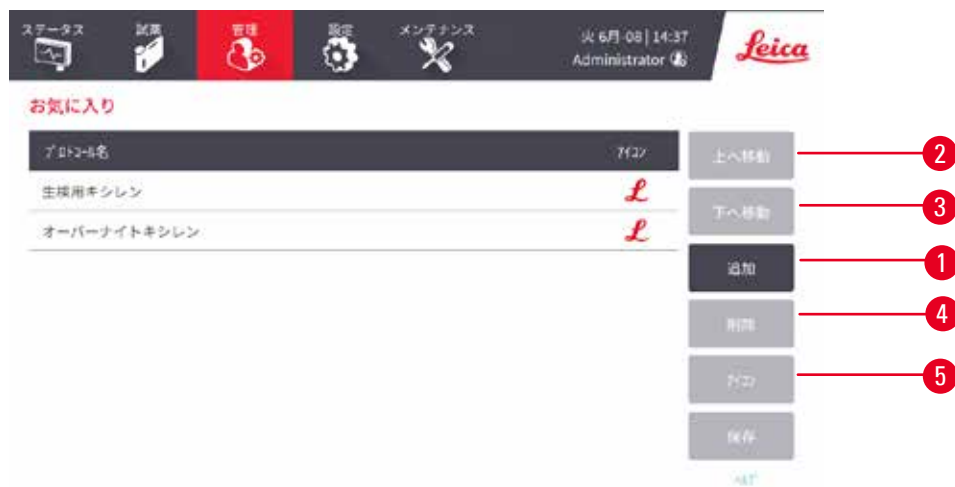 ステータス 試薬 管理 設定 メンテナンス 火 6月-08 | 14:37
Administrator
Leica
お気に入り
プロトコール名 アイコン
生検用キシレン
オーバーナイトキシレン
上へ移動 2
下へ移動 3
追加 1
削除 4
アイコン 5
保存
ヘルプ